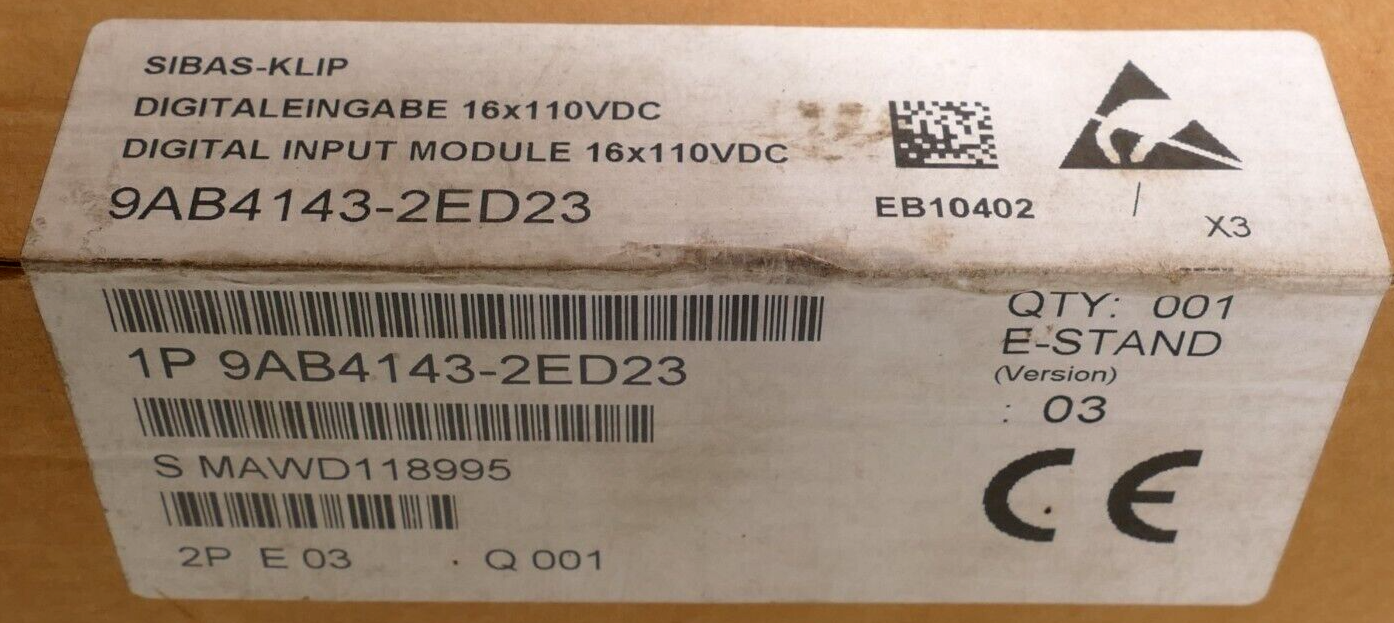 SIBAS-KLIP
DIGITALEINGABE 16x110VDC
DIGITAL INPUT MODULE 16x110VDC
9AB4143-2ED23
EB10402
X3
1P 9AB4143-2ED23
S MAWD118995
2P E 03 Q 001
QTY: 001
E-STAND
(Version)
: 03
CE